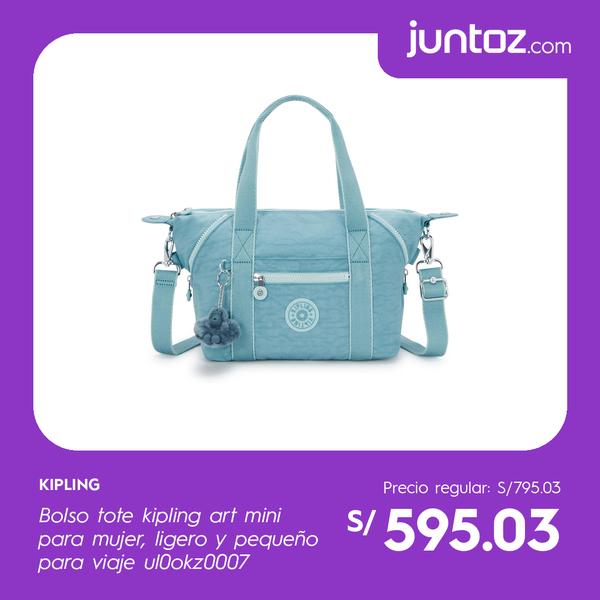 juntoz.com
KIPLING
KIPLING
Bolso tote kipling art mini
para mujer, ligero y pequeño
para viaje ul0okz0007
Precio regular: S/795.03
S/ 595.03